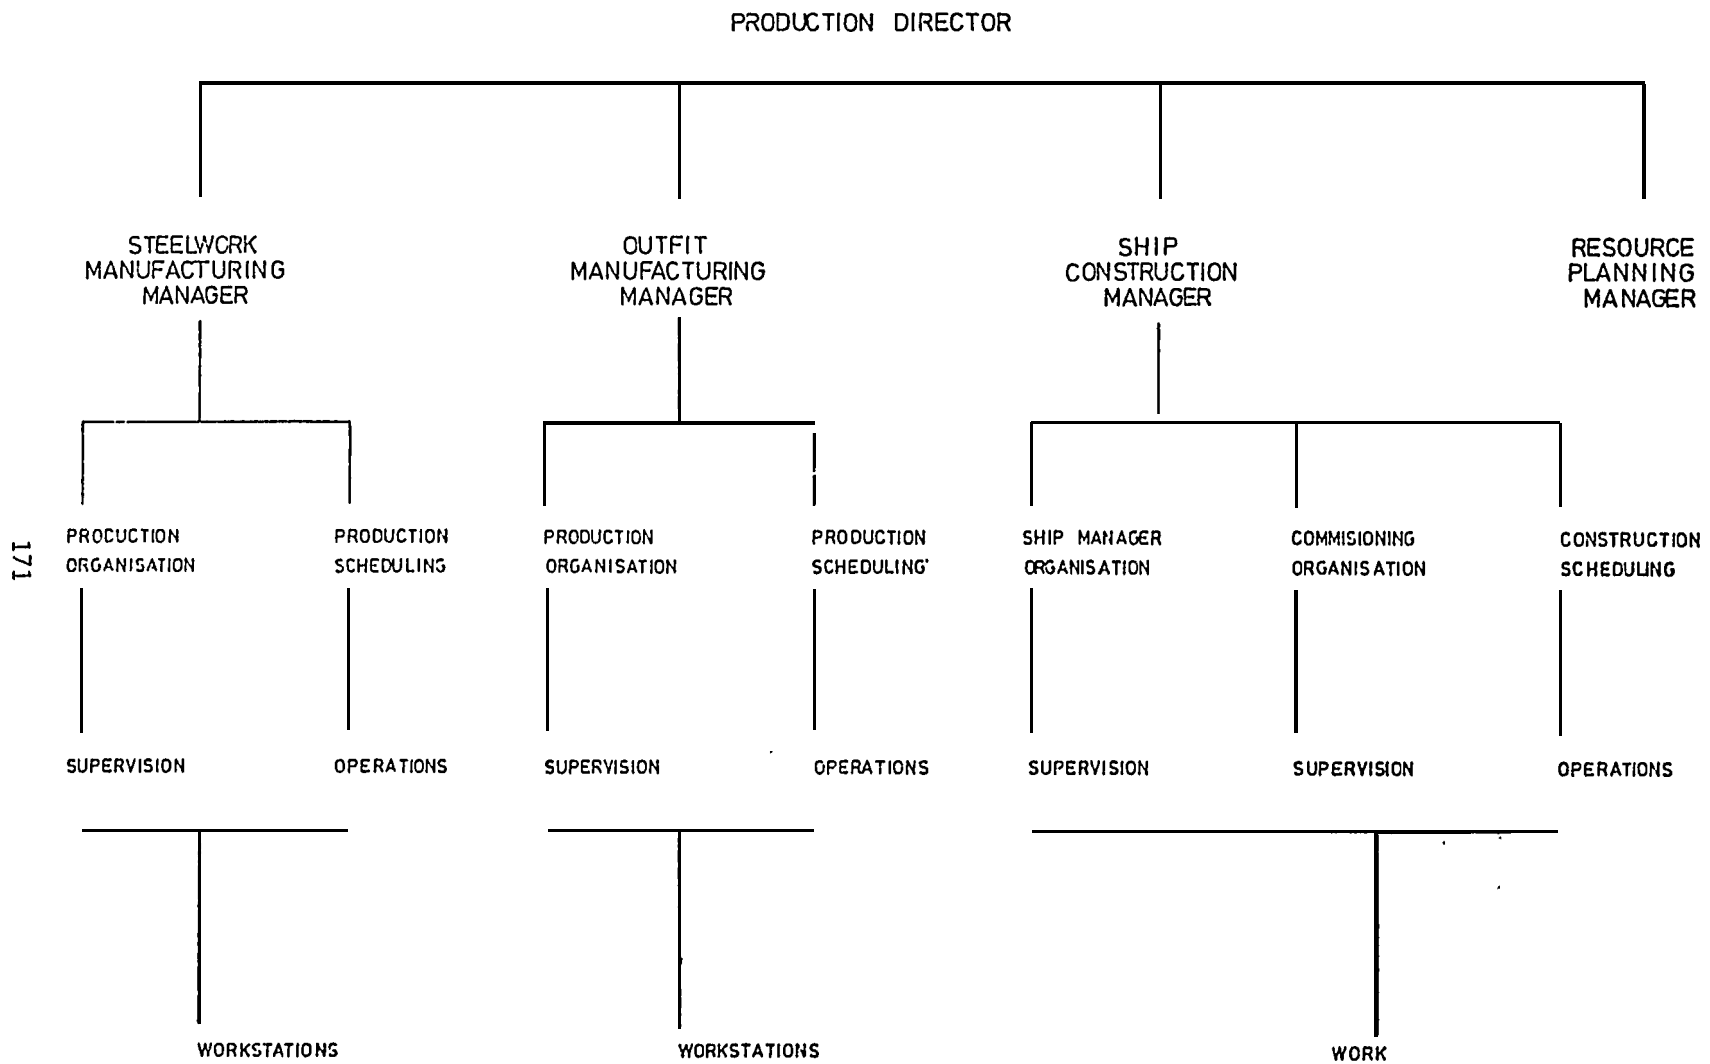 PRODUCTION DIRECTOR
STEELWORK
MANUFACTURING
MANAGER
OUTFIT
MANUFACTURING
MANAGER
SHIP
CONSTRUCTION
MANAGER
RESOURCE
PLANNING
MANAGER
PRODUCTION
ORGANISATION
PRODUCTION
SCHEDULING
PRODUCTION
ORGANISATION
PRODUCTION
SCHEDULING
SHIP MANAGER
ORGANISATION
COMMISIONING
ORGANISATION
CONSTRUCTION
SCHEDULING
SUPERVISION
OPERATIONS
SUPERVISION
OPERATIONS
SUPERVISION
SUPERVISION
OPERATIONS
WORKSTATIONS
WORKSTATIONS
WORK
171